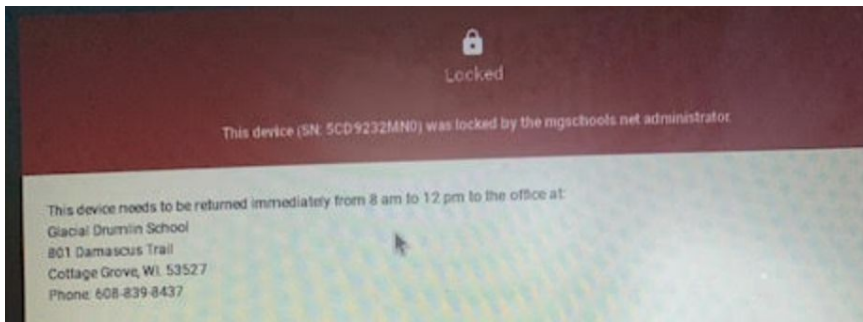 Locked
This device (SN: 5CD9232MN0) was locked by the mgschools.net administrator.
This device needs to be returned immediately from 8 am to 12 pm to the office at:
Glacial Drumlin School
801 Damascus Trail
Cottage Grove, WI. 53527
Phone: 608-839-8437